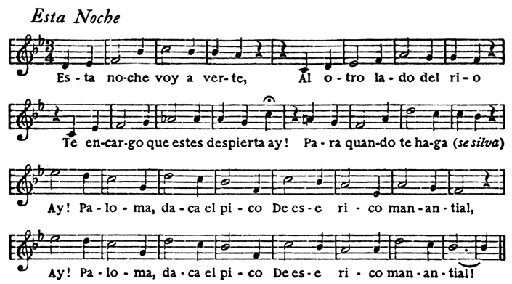 Esta Noche
Es - ta no-che voy a ver-te, Al o-tro la-do del ri-o
Te en-car-go que estes despierta ay! Pa-ra quan-do te ha-ga (se silva)
Ay! Pa-lo-ma, da-ca el pi-co De es-e ri-co man-an-tial,
Ay! Pa-lo-ma, da-ca el pi-co De es-e ri-co man-an-tial!